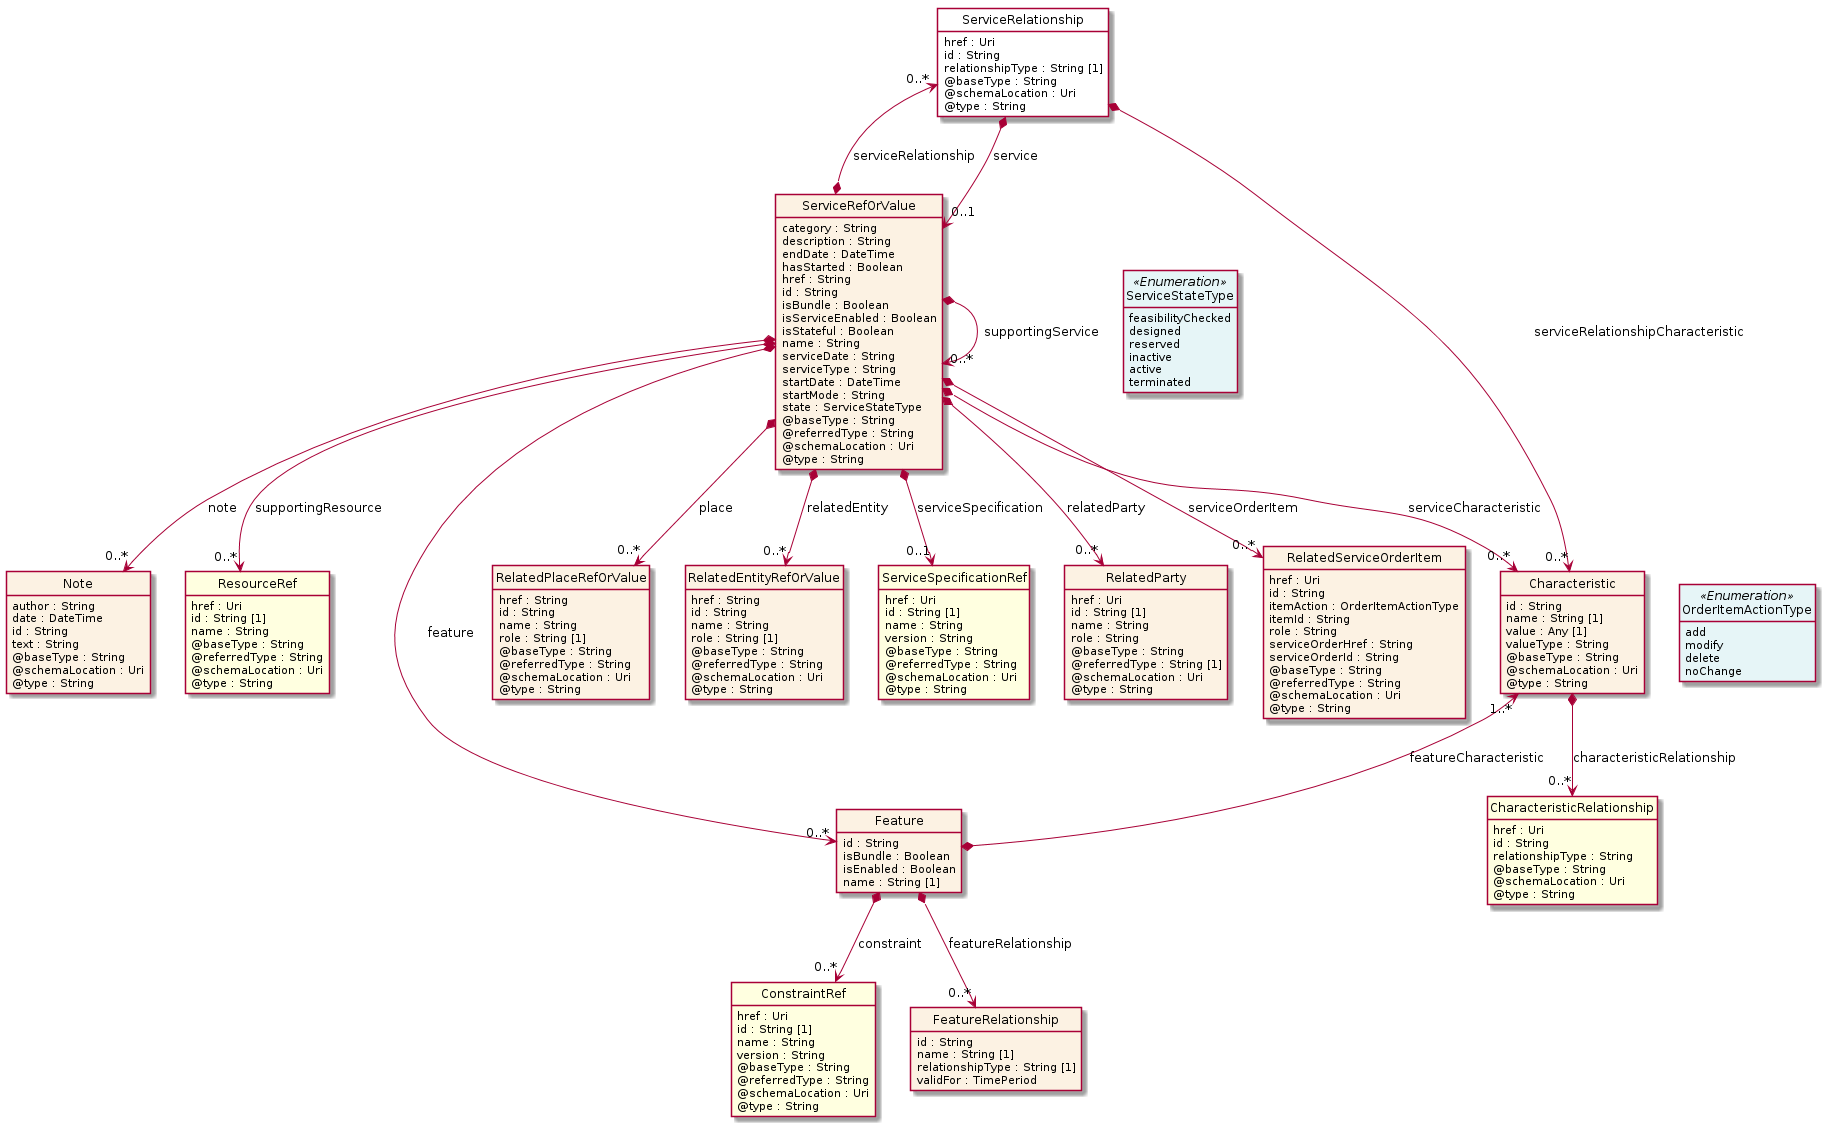 ServiceRelationship
href : Uri
id : String
relationshipType : String [1]
@baseType : String
@schemaLocation : Uri
@type : String
0..*
serviceRelationship
service
0..1
ServiceRefOrValue
category : String
description : String
endDate : DateTime
hasStarted : Boolean
href : String
id : String
isBundle : Boolean
isServiceEnabled : Boolean
isStateful : Boolean
name : String
serviceDate : String
serviceType : String
startDate : DateTime
startMode : String
state : ServiceStateType
@baseType : String
@referredType : String
@schemaLocation : Uri
@type : String
supportingService
0..*
«Enumeration»
ServiceStateType
feasibilityChecked
designed
reserved
inactive
active
terminated
serviceRelationshipCharacteristic
note
supportingResource
place
relatedEntity
serviceSpecification
relatedParty
serviceOrderItem
serviceCharacteristic
0..*
0..*
0..*
0..*
0..1
0..*
0..*
0..*
0..*
Note
author : String
date : DateTime
id : String
text : String
@baseType : String
@schemaLocation : Uri
@type : String
ResourceRef
href : Uri
id : String [1]
name : String
@baseType : String
@referredType : String
@schemaLocation : Uri
@type : String
feature
RelatedPlaceRefOrValue
href : String
id : String
name : String
role : String [1]
@baseType : String
@referredType : String
@schemaLocation : Uri
@type : String
RelatedEntityRefOrValue
href : String
id : String
name : String
role : String [1]
@baseType : String
@referredType : String
@schemaLocation : Uri
@type : String
ServiceSpecificationRef
href : Uri
id : String [1]
name : String
version : String
@baseType : String
@referredType : String
@schemaLocation : Uri
@type : String
RelatedParty
href : Uri
id : String [1]
name : String
role : String
@baseType : String
@referredType : String [1]
@schemaLocation : Uri
@type : String
RelatedServiceOrderItem
href : Uri
id : String
itemAction : OrderItemActionType
itemId : String
role : String
serviceOrderHref : String
serviceOrderId : String
@baseType : String
@referredType : String
@schemaLocation : Uri
@type : String
Characteristic
id : String
name : String [1]
value : Any [1]
valueType : String
@baseType : String
@schemaLocation : Uri
@type : String
«Enumeration»
OrderItemActionType
add
modify
delete
noChange
1..*
featureCharacteristic
characteristicRelationship
0..*
0..*
Feature
id : String
isBundle : Boolean
isEnabled : Boolean
name : String [1]
CharacteristicRelationship
href : Uri
id : String
relationshipType : String
@baseType : String
@schemaLocation : Uri
@type : String
constraint
featureRelationship
0..*
0..*
ConstraintRef
href : Uri
id : String [1]
name : String
version : String
@baseType : String
@referredType : String
@schemaLocation : Uri
@type : String
FeatureRelationship
id : String
name : String [1]
relationshipType : String [1]
validFor : TimePeriod